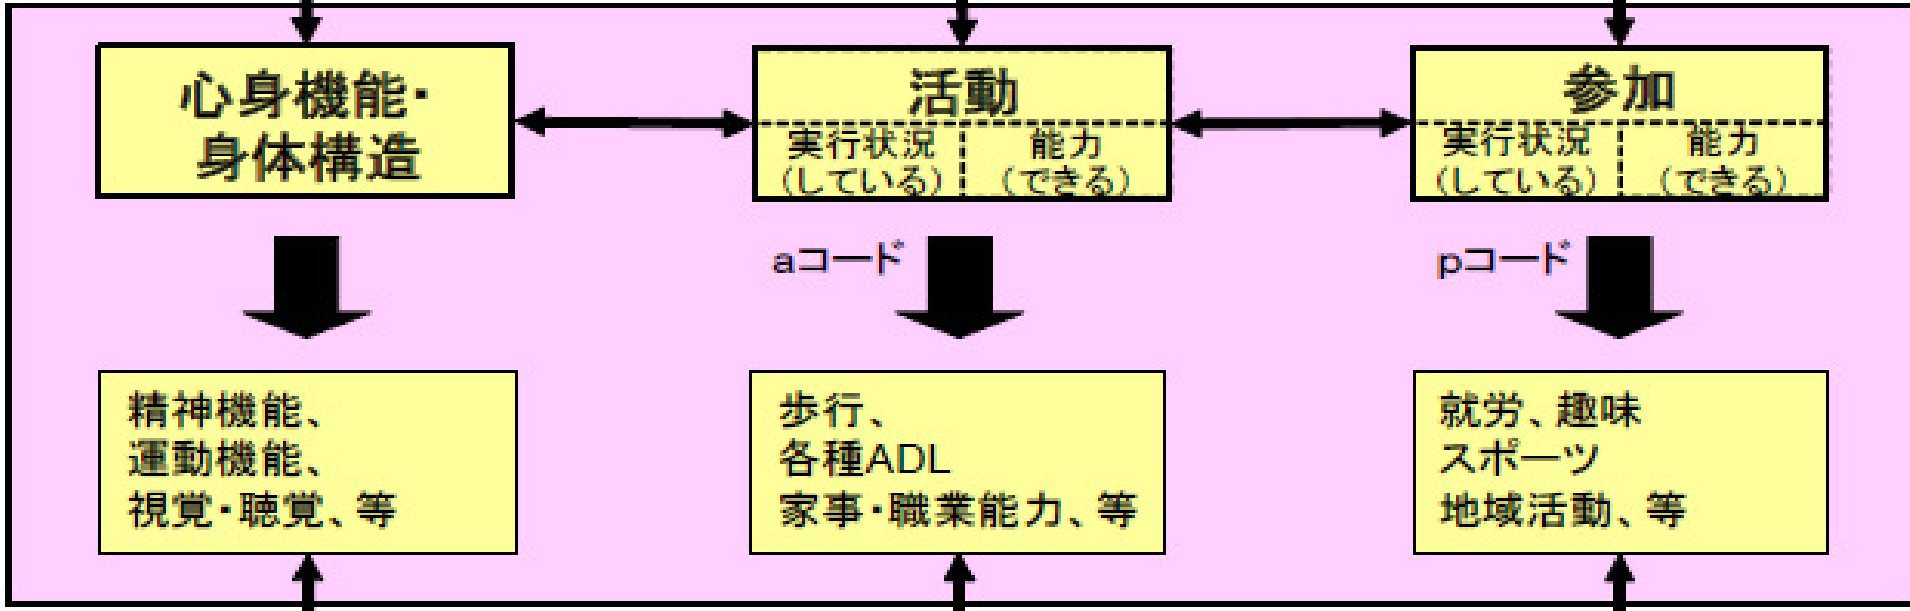 心身機能・
身体構造
活動
実行状況
(している)
能力
(できる)
参加
実行状況
(している)
能力
(できる)
aコード
pコード
精神機能、
運動機能、
視覚・聴覚、等
歩行、
各種ADL
家事・職業能力、等
就労、趣味
スポーツ
地域活動、等